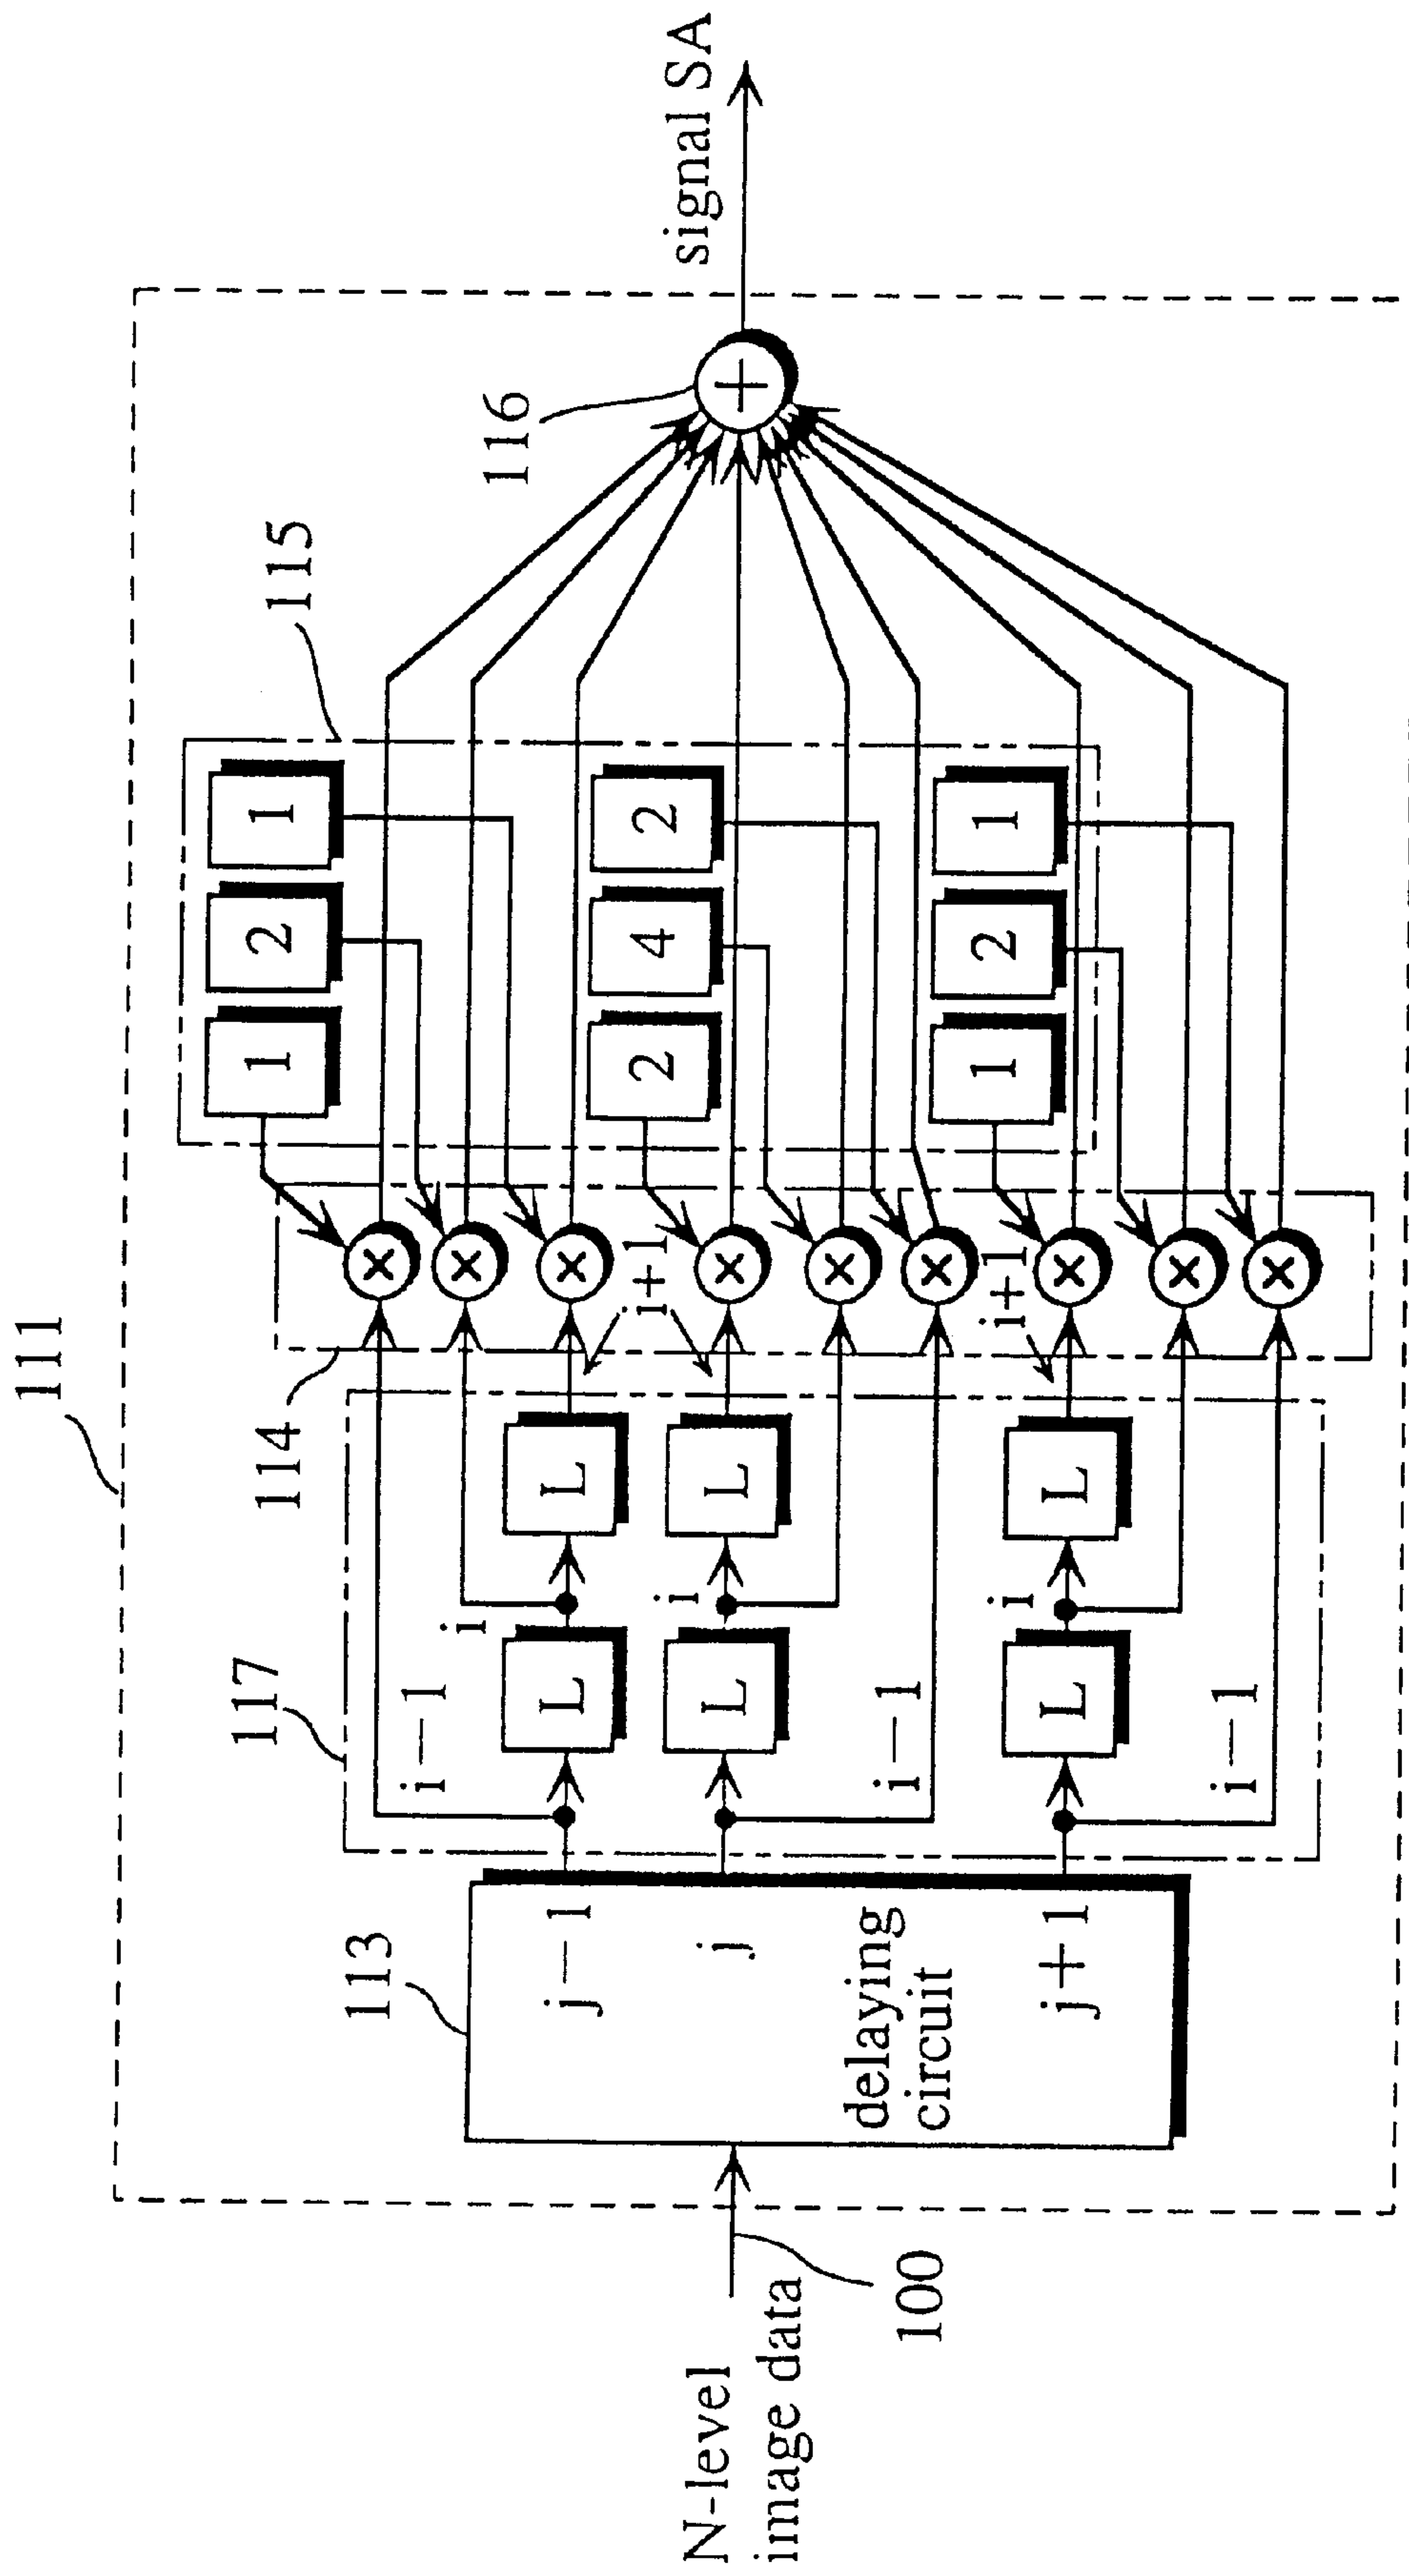 111
N-level
image data
100
113
j−1
j
delaying
circuit
j+1
117
i−1
L
i
L
L
i
L
i−1
L
i
L
i−1
114
i+1
i+1
×
×
×
×
×
×
×
×
×
115
1
2
1
2
4
2
1
2
1
116
+
signal SA